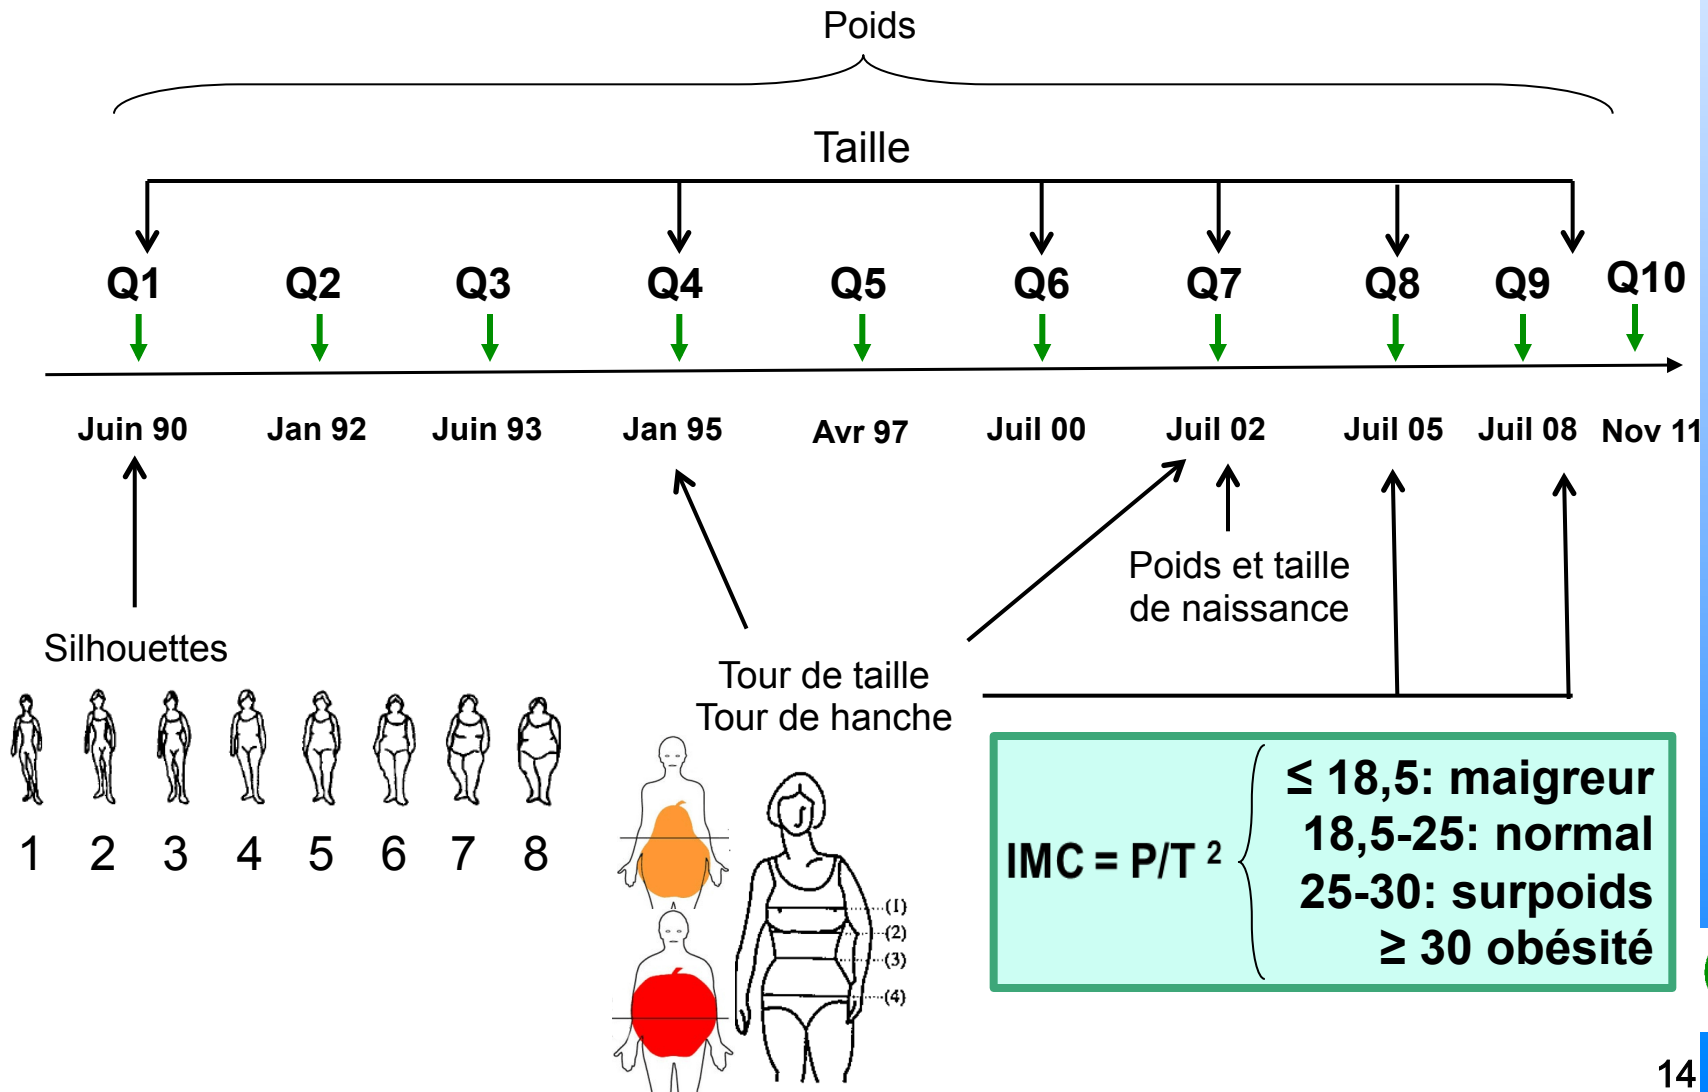 Poids
Taille
Q1 Q2 Q3 Q4 Q5 Q6 Q7 Q8 Q9 Q10
Juin 90 Jan 92 Juin 93 Jan 95 Avr 97 Juil 00 Juil 02 Juil 05 Juil 08 Nov 11
Poids et taille
de naissance
Silhouettes
1 2 3 4 5 6 7 8
Tour de taille
Tour de hanche
(1)
(2)
(3)
(4)
IMC = P/T ²
≤ 18,5: maigreur
18,5-25: normal
25-30: surpoids
≥ 30 obésité
14